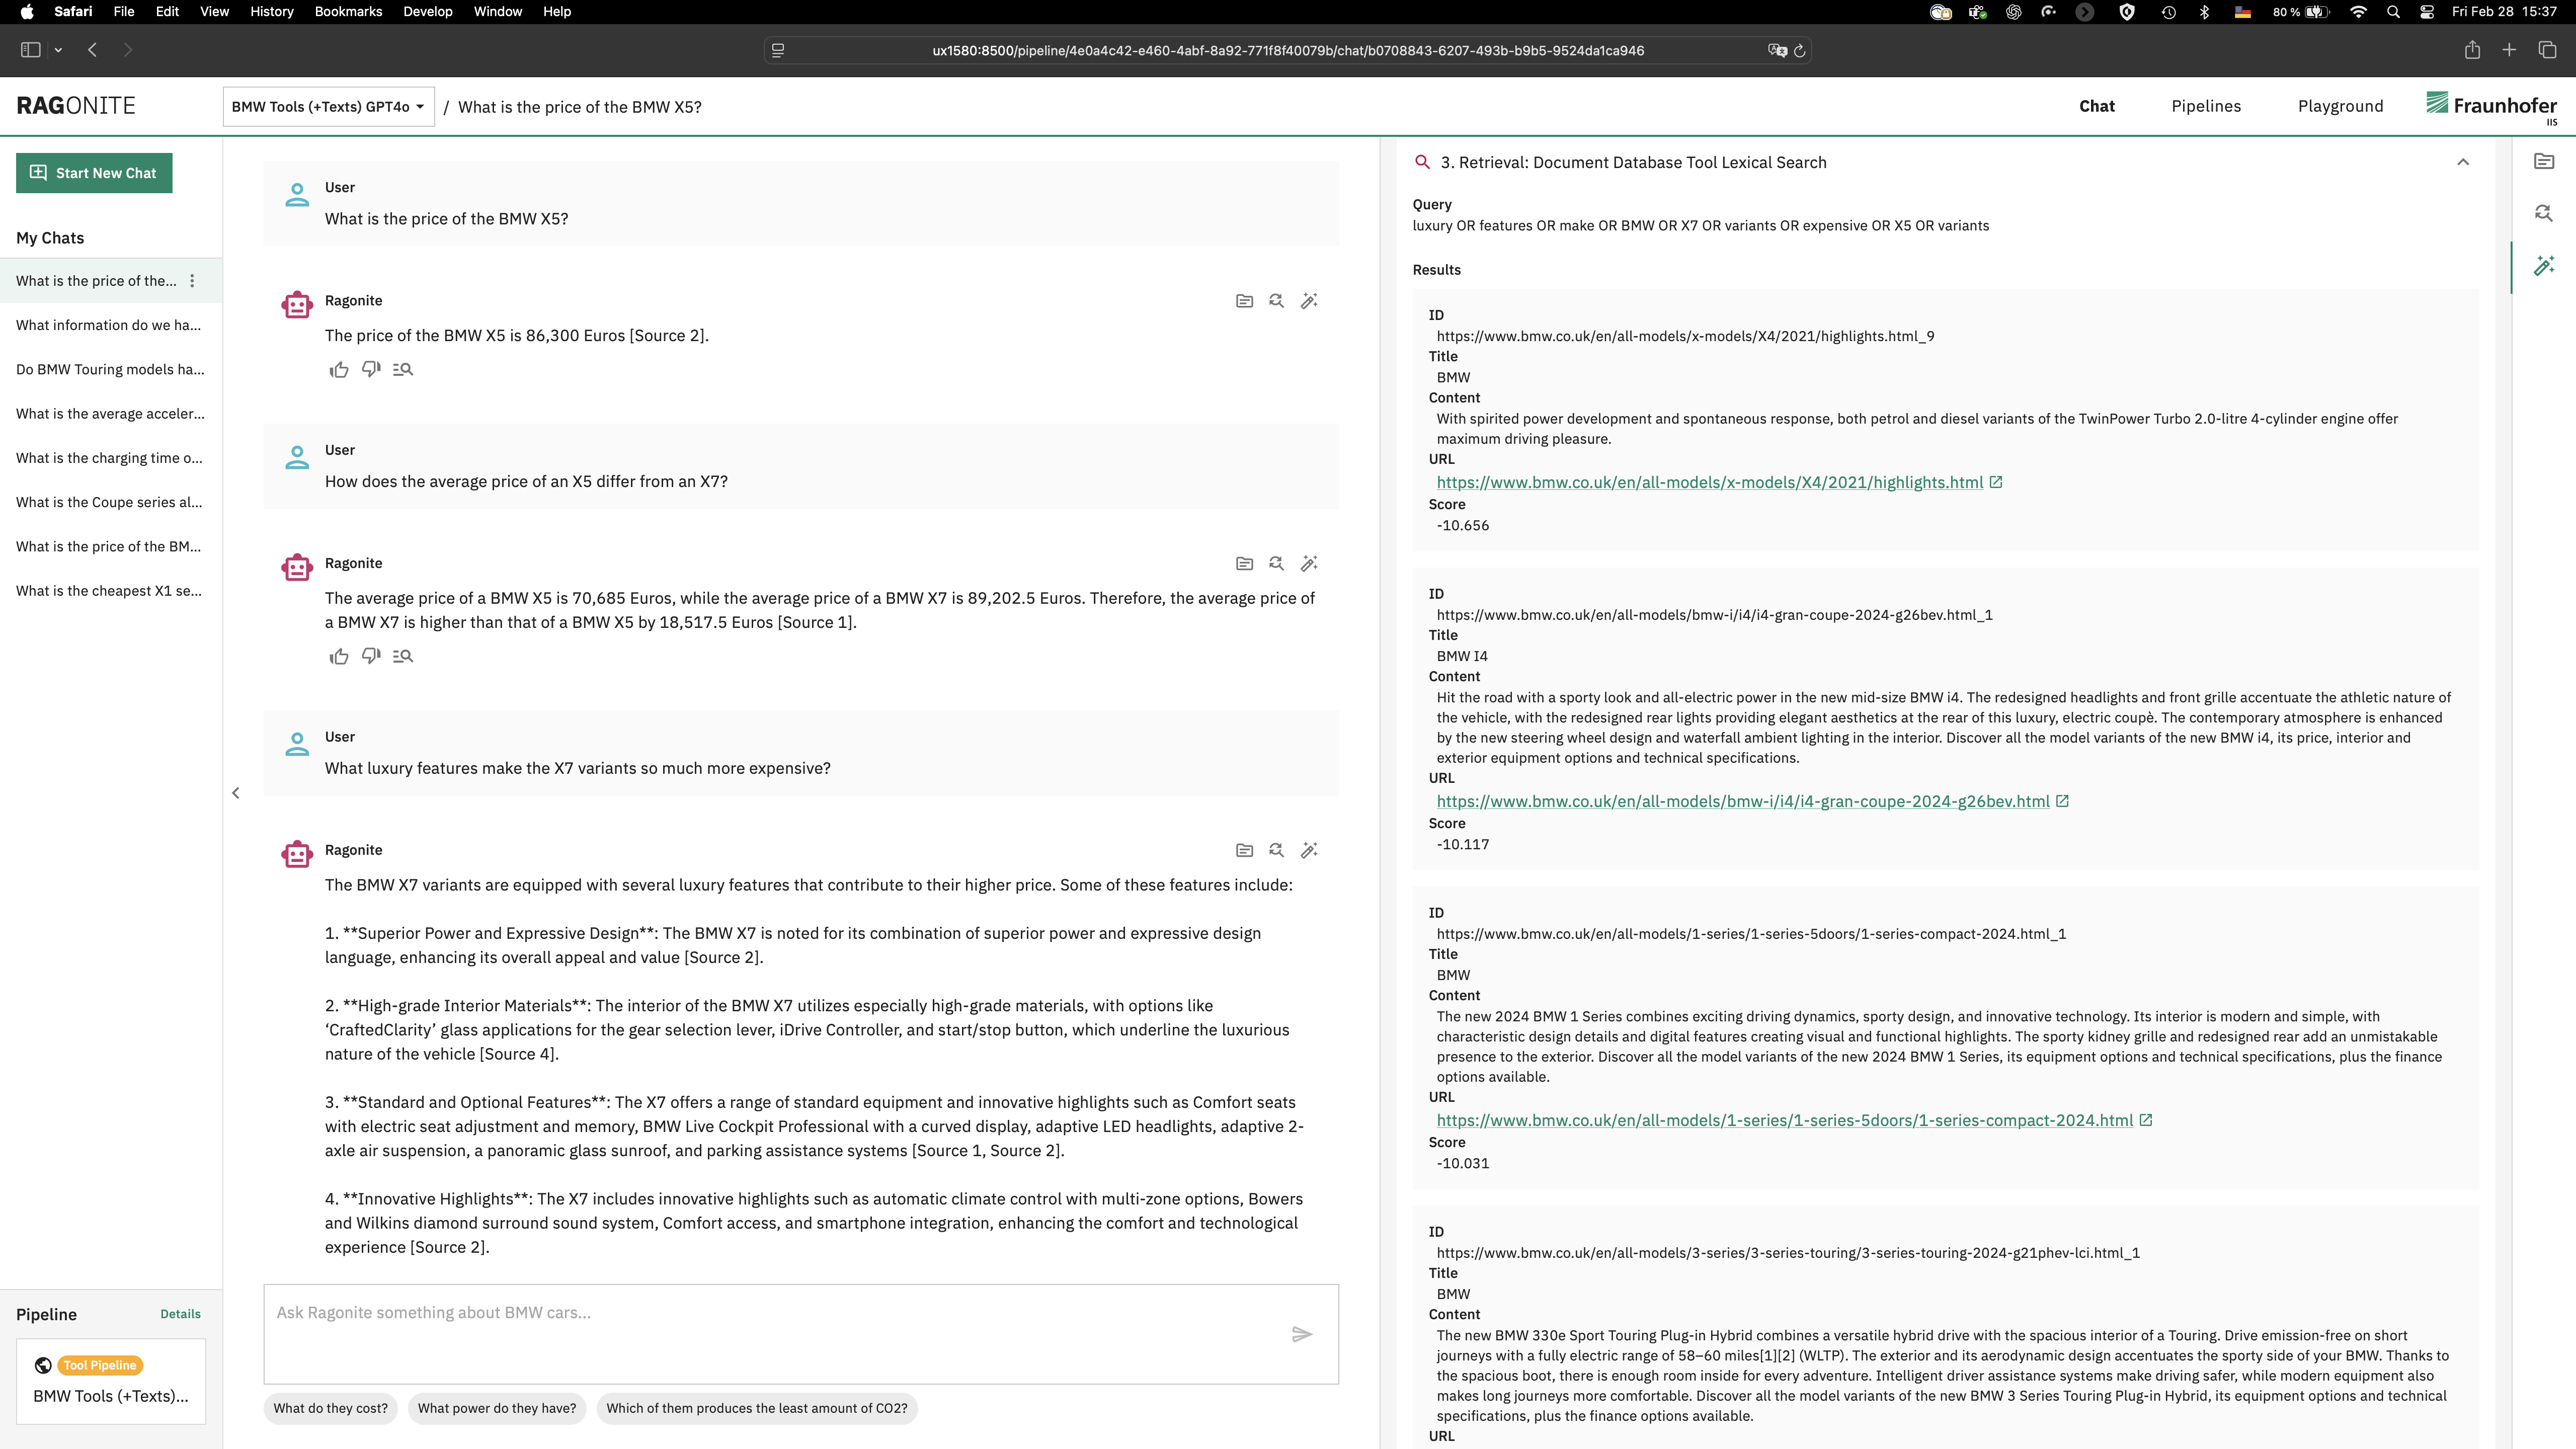 Safari File Edit View History Bookmarks Develop Window Help
80 % Fri Feb 28 15:37
ux1580:8500/pipeline/4e0a4c42-e460-4abf-8a92-771f8f40079b/chat/b0708843-6207-493b-b9b5-9524da1ca946
RAGONITE
BMW Tools (+Texts) GPT4o / What is the price of the BMW X5?
Chat Pipelines Playground
Fraunhofer
IIS
Start New Chat
My Chats
What is the price of the...
What information do we ha...
Do BMW Touring models ha...
What is the average acceler...
What is the charging time o...
What is the Coupe series al...
What is the price of the BM...
What is the cheapest X1 se...
Pipeline Details
Tool Pipeline
BMW Tools (+Texts)...
User
What is the price of the BMW X5?
Ragonite
The price of the BMW X5 is 86,300 Euros [Source 2].
User
How does the average price of an X5 differ from an X7?
Ragonite
The average price of a BMW X5 is 70,685 Euros, while the average price of a BMW X7 is 89,202.5 Euros. Therefore, the average price of
a BMW X7 is higher than that of a BMW X5 by 18,517.5 Euros [Source 1].
User
What luxury features make the X7 variants so much more expensive?
Ragonite
The BMW X7 variants are equipped with several luxury features that contribute to their higher price. Some of these features include:
1. **Superior Power and Expressive Design**: The BMW X7 is noted for its combination of superior power and expressive design
language, enhancing its overall appeal and value [Source 2].
2. **High-grade Interior Materials**: The interior of the BMW X7 utilizes especially high-grade materials, with options like
‘CraftedClarity’ glass applications for the gear selection lever, iDrive Controller, and start/stop button, which underline the luxurious
nature of the vehicle [Source 4].
3. **Standard and Optional Features**: The X7 offers a range of standard equipment and innovative highlights such as Comfort seats
with electric seat adjustment and memory, BMW Live Cockpit Professional with a curved display, adaptive LED headlights, adaptive 2-
axle air suspension, a panoramic glass sunroof, and parking assistance systems [Source 1, Source 2].
4. **Innovative Highlights**: The X7 includes innovative highlights such as automatic climate control with multi-zone options, Bowers
and Wilkins diamond surround sound system, Comfort access, and smartphone integration, enhancing the comfort and technological
experience [Source 2].
Ask Ragonite something about BMW cars...
What do they cost? What power do they have? Which of them produces the least amount of CO2?
3. Retrieval: Document Database Tool Lexical Search
Query
luxury OR features OR make OR BMW OR X7 OR variants OR expensive OR X5 OR variants
Results
ID
https://www.bmw.co.uk/en/all-models/x-models/X4/2021/highlights.html_9
Title
BMW
Content
With spirited power development and spontaneous response, both petrol and diesel variants of the TwinPower Turbo 2.0-litre 4-cylinder engine offer
maximum driving pleasure.
URL
https://www.bmw.co.uk/en/all-models/x-models/X4/2021/highlights.html
Score
-10.656
ID
https://www.bmw.co.uk/en/all-models/bmw-i/i4/i4-gran-coupe-2024-g26bev.html_1
Title
BMW I4
Content
Hit the road with a sporty look and all-electric power in the new mid-size BMW i4. The redesigned headlights and front grille accentuate the athletic nature of
the vehicle, with the redesigned rear lights providing elegant aesthetics at the rear of this luxury, electric coupè. The contemporary atmosphere is enhanced
by the new steering wheel design and waterfall ambient lighting in the interior. Discover all the model variants of the new BMW i4, its price, interior and
exterior equipment options and technical specifications.
URL
https://www.bmw.co.uk/en/all-models/bmw-i/i4/i4-gran-coupe-2024-g26bev.html
Score
-10.117
ID
https://www.bmw.co.uk/en/all-models/1-series/1-series-5doors/1-series-compact-2024.html_1
Title
BMW
Content
The new 2024 BMW 1 Series combines exciting driving dynamics, sporty design, and innovative technology. Its interior is modern and simple, with
characteristic design details and digital features creating visual and functional highlights. The sporty kidney grille and redesigned rear add an unmistakable
presence to the exterior. Discover all the model variants of the new 2024 BMW 1 Series, its equipment options and technical specifications, plus the finance
options available.
URL
https://www.bmw.co.uk/en/all-models/1-series/1-series-5doors/1-series-compact-2024.html
Score
-10.031
ID
https://www.bmw.co.uk/en/all-models/3-series/3-series-touring/3-series-touring-2024-g21phev-lci.html_1
Title
BMW
Content
The new BMW 330e Sport Touring Plug-in Hybrid combines a versatile hybrid drive with the spacious interior of a Touring. Drive emission-free on short
journeys with a fully electric range of 58–60 miles[1][2] (WLTP). The exterior and its aerodynamic design accentuates the sporty side of your BMW. Thanks to
the spacious boot, there is enough room inside for every adventure. Intelligent driver assistance systems make driving safer, while modern equipment also
makes long journeys more comfortable. Discover all the model variants of the new BMW 3 Series Touring Plug-in Hybrid, its equipment options and technical
specifications, plus the finance options available.
URL